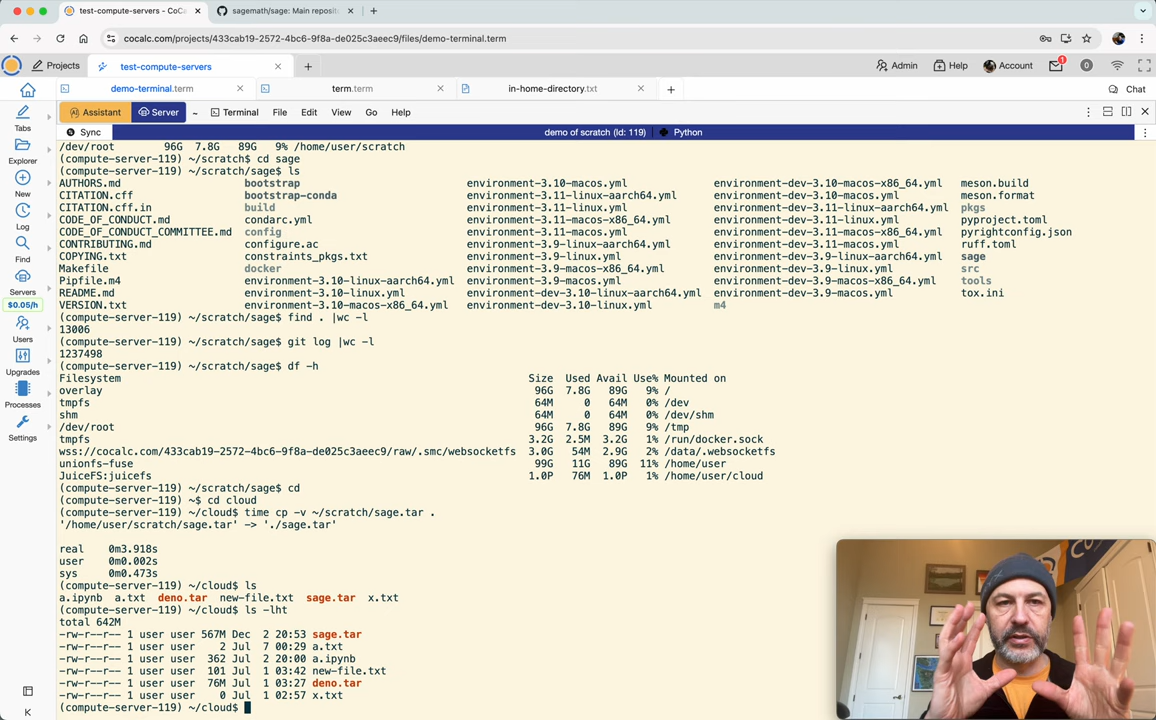 test-compute-servers - CoCa
sagemath/sage: Main reposito
cocalc.com/projects/433cab19-2572-4bc6-9f8a-de025c3aeec9/files/demo-terminal.term
Projects
test-compute-servers
Admin
Help
Account
1
0
demo-terminal.term
term.term
in-home-directory.txt
Chat
Assistant
Server
~
Terminal
File
Edit
View
Go
Help
Sync
demo of scratch (Id: 119)
Python
Tabs
Explorer
New
Log
Find
Servers
$0.05/h
Users
Upgrades
Processes
Settings
/dev/root 96G 7.8G 89G 9% /home/user/scratch
(compute-server-119) ~/scratch$ cd sage
(compute-server-119) ~/scratch/sage$ ls
AUTHORS.md bootstrap environment-3.10-macos.yml environment-dev-3.10-macos-x86_64.yml meson.build
CITATION.cff bootstrap-conda environment-3.11-linux-aarch64.yml environment-dev-3.10-macos.yml meson.format
CITATION.cff.in build environment-3.11-linux.yml environment-dev-3.11-linux-aarch64.yml pkgs
CODE_OF_CONDUCT.md condarc.yml environment-3.11-macos-x86_64.yml environment-dev-3.11-linux.yml pyproject.toml
CODE_OF_CONDUCT_COMMITTEE.md config environment-3.11-macos.yml environment-dev-3.11-macos-x86_64.yml pyrightconfig.json
CONTRIBUTING.md configure.ac environment-3.9-linux-aarch64.yml environment-dev-3.11-macos.yml ruff.toml
COPYING.txt constraints_pkgs.txt environment-3.9-linux.yml environment-dev-3.9-linux-aarch64.yml sage
Makefile docker environment-3.9-macos-x86_64.yml environment-dev-3.9-linux.yml src
Pipfile.m4 environment-3.10-linux-aarch64.yml environment-3.9-macos.yml environment-dev-3.9-macos-x86_64.yml tools
README.md environment-3.10-linux.yml environment-dev-3.10-linux-aarch64.yml environment-dev-3.9-macos.yml tox.ini
VERSION.txt environment-3.10-macos-x86_64.yml environment-dev-3.10-linux.yml m4
(compute-server-119) ~/scratch/sage$ find . |wc -l
13006
(compute-server-119) ~/scratch/sage$ git log |wc -l
1237498
(compute-server-119) ~/scratch/sage$ df -h
Filesystem Size Used Avail Use% Mounted on
overlay 96G 7.8G 89G 9% /
tmpfs 64M 0 64M 0% /dev
shm 64M 0 64M 0% /dev/shm
/dev/root 96G 7.8G 89G 9% /tmp
tmpfs 3.2G 2.5M 3.2G 1% /run/docker.sock
wss://cocalc.com/433cab19-2572-4bc6-9f8a-de025c3aeec9/raw/.smc/websocketfs 3.0G 54M 2.9G 2% /data/.websocketfs
unionfs-fuse 99G 11G 89G 11% /home/user
JuiceFS:juicefs 1.0P 76M 1.0P 1% /home/user/cloud
(compute-server-119) ~/scratch/sage$ cd
(compute-server-119) ~$ cd cloud
(compute-server-119) ~/cloud$ time cp -v ~/scratch/sage.tar .
'/home/user/scratch/sage.tar' -> './sage.tar'
real 0m3.918s
user 0m0.002s
sys 0m0.473s
(compute-server-119) ~/cloud$ ls
a.ipynb a.txt deno.tar new-file.txt sage.tar x.txt
(compute-server-119) ~/cloud$ ls -lht
total 642M
-rw-r--r-- 1 user user 567M Dec 2 20:53 sage.tar
-rw-r--r-- 1 user user 2 Jul 7 00:29 a.txt
-rw-r--r-- 1 user user 362 Jul 2 20:00 a.ipynb
-rw-r--r-- 1 user user 101 Jul 1 03:42 new-file.txt
-rw-r--r-- 1 user user 76M Jul 1 03:27 deno.tar
-rw-r--r-- 1 user user 0 Jul 1 02:57 x.txt
(compute-server-119) ~/cloud$